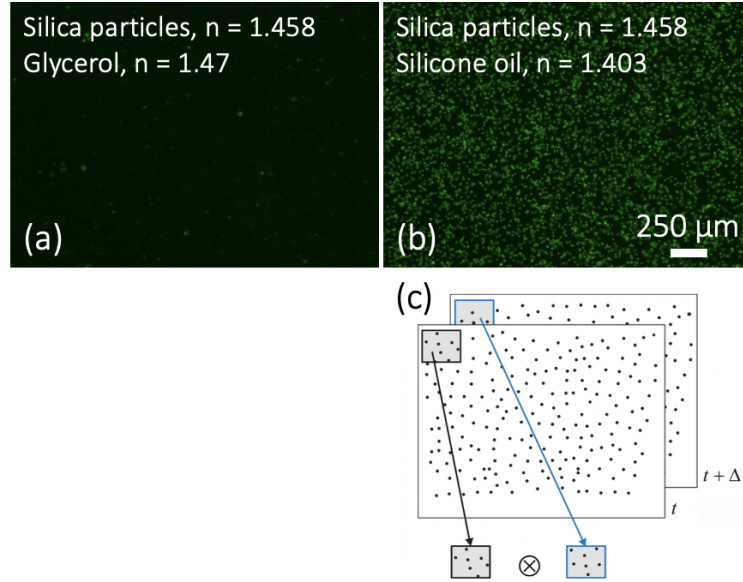 Silica particles, n = 1.458
Glycerol, n = 1.47
(a)
Silica particles, n = 1.458
Silicone oil, n = 1.403
(b)
250 μm
(c)
t + Δ
t
⊗